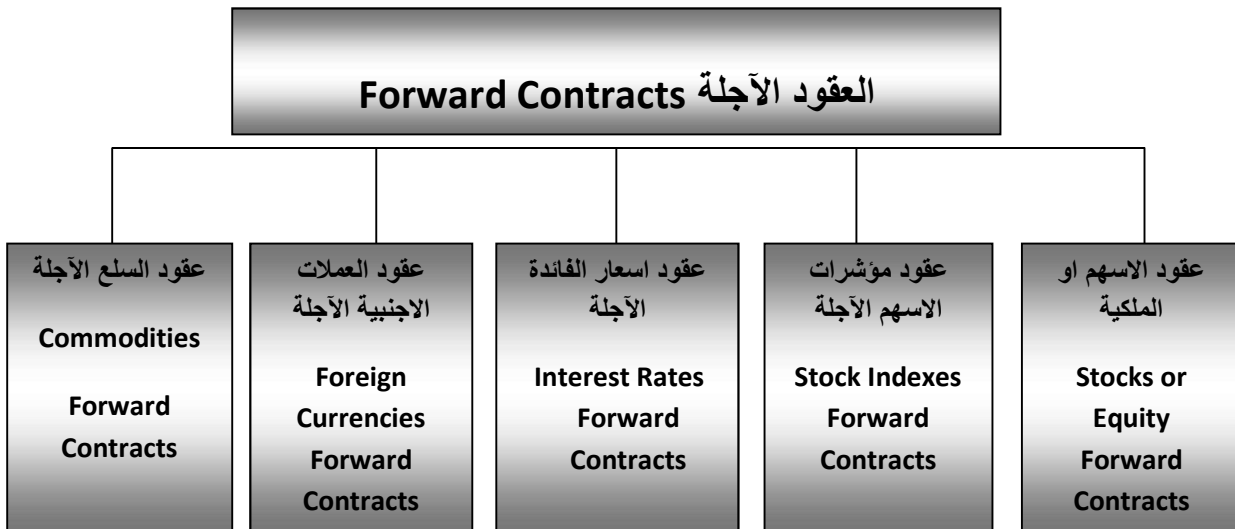 العقود الآجلة Forward Contracts
عقود السلع الآجلة
Commodities
Forward
Contracts
عقود العملات
الاجنبية الآجلة
Foreign
Currencies
Forward
Contracts
عقود اسعار الفائدة
الآجلة
Interest Rates
Forward
Contracts
عقود مؤشرات
الاسهم الآجلة
Stock Indexes
Forward
Contracts
عقود الاسهم او
الملكية
Stocks or
Equity
Forward
Contracts